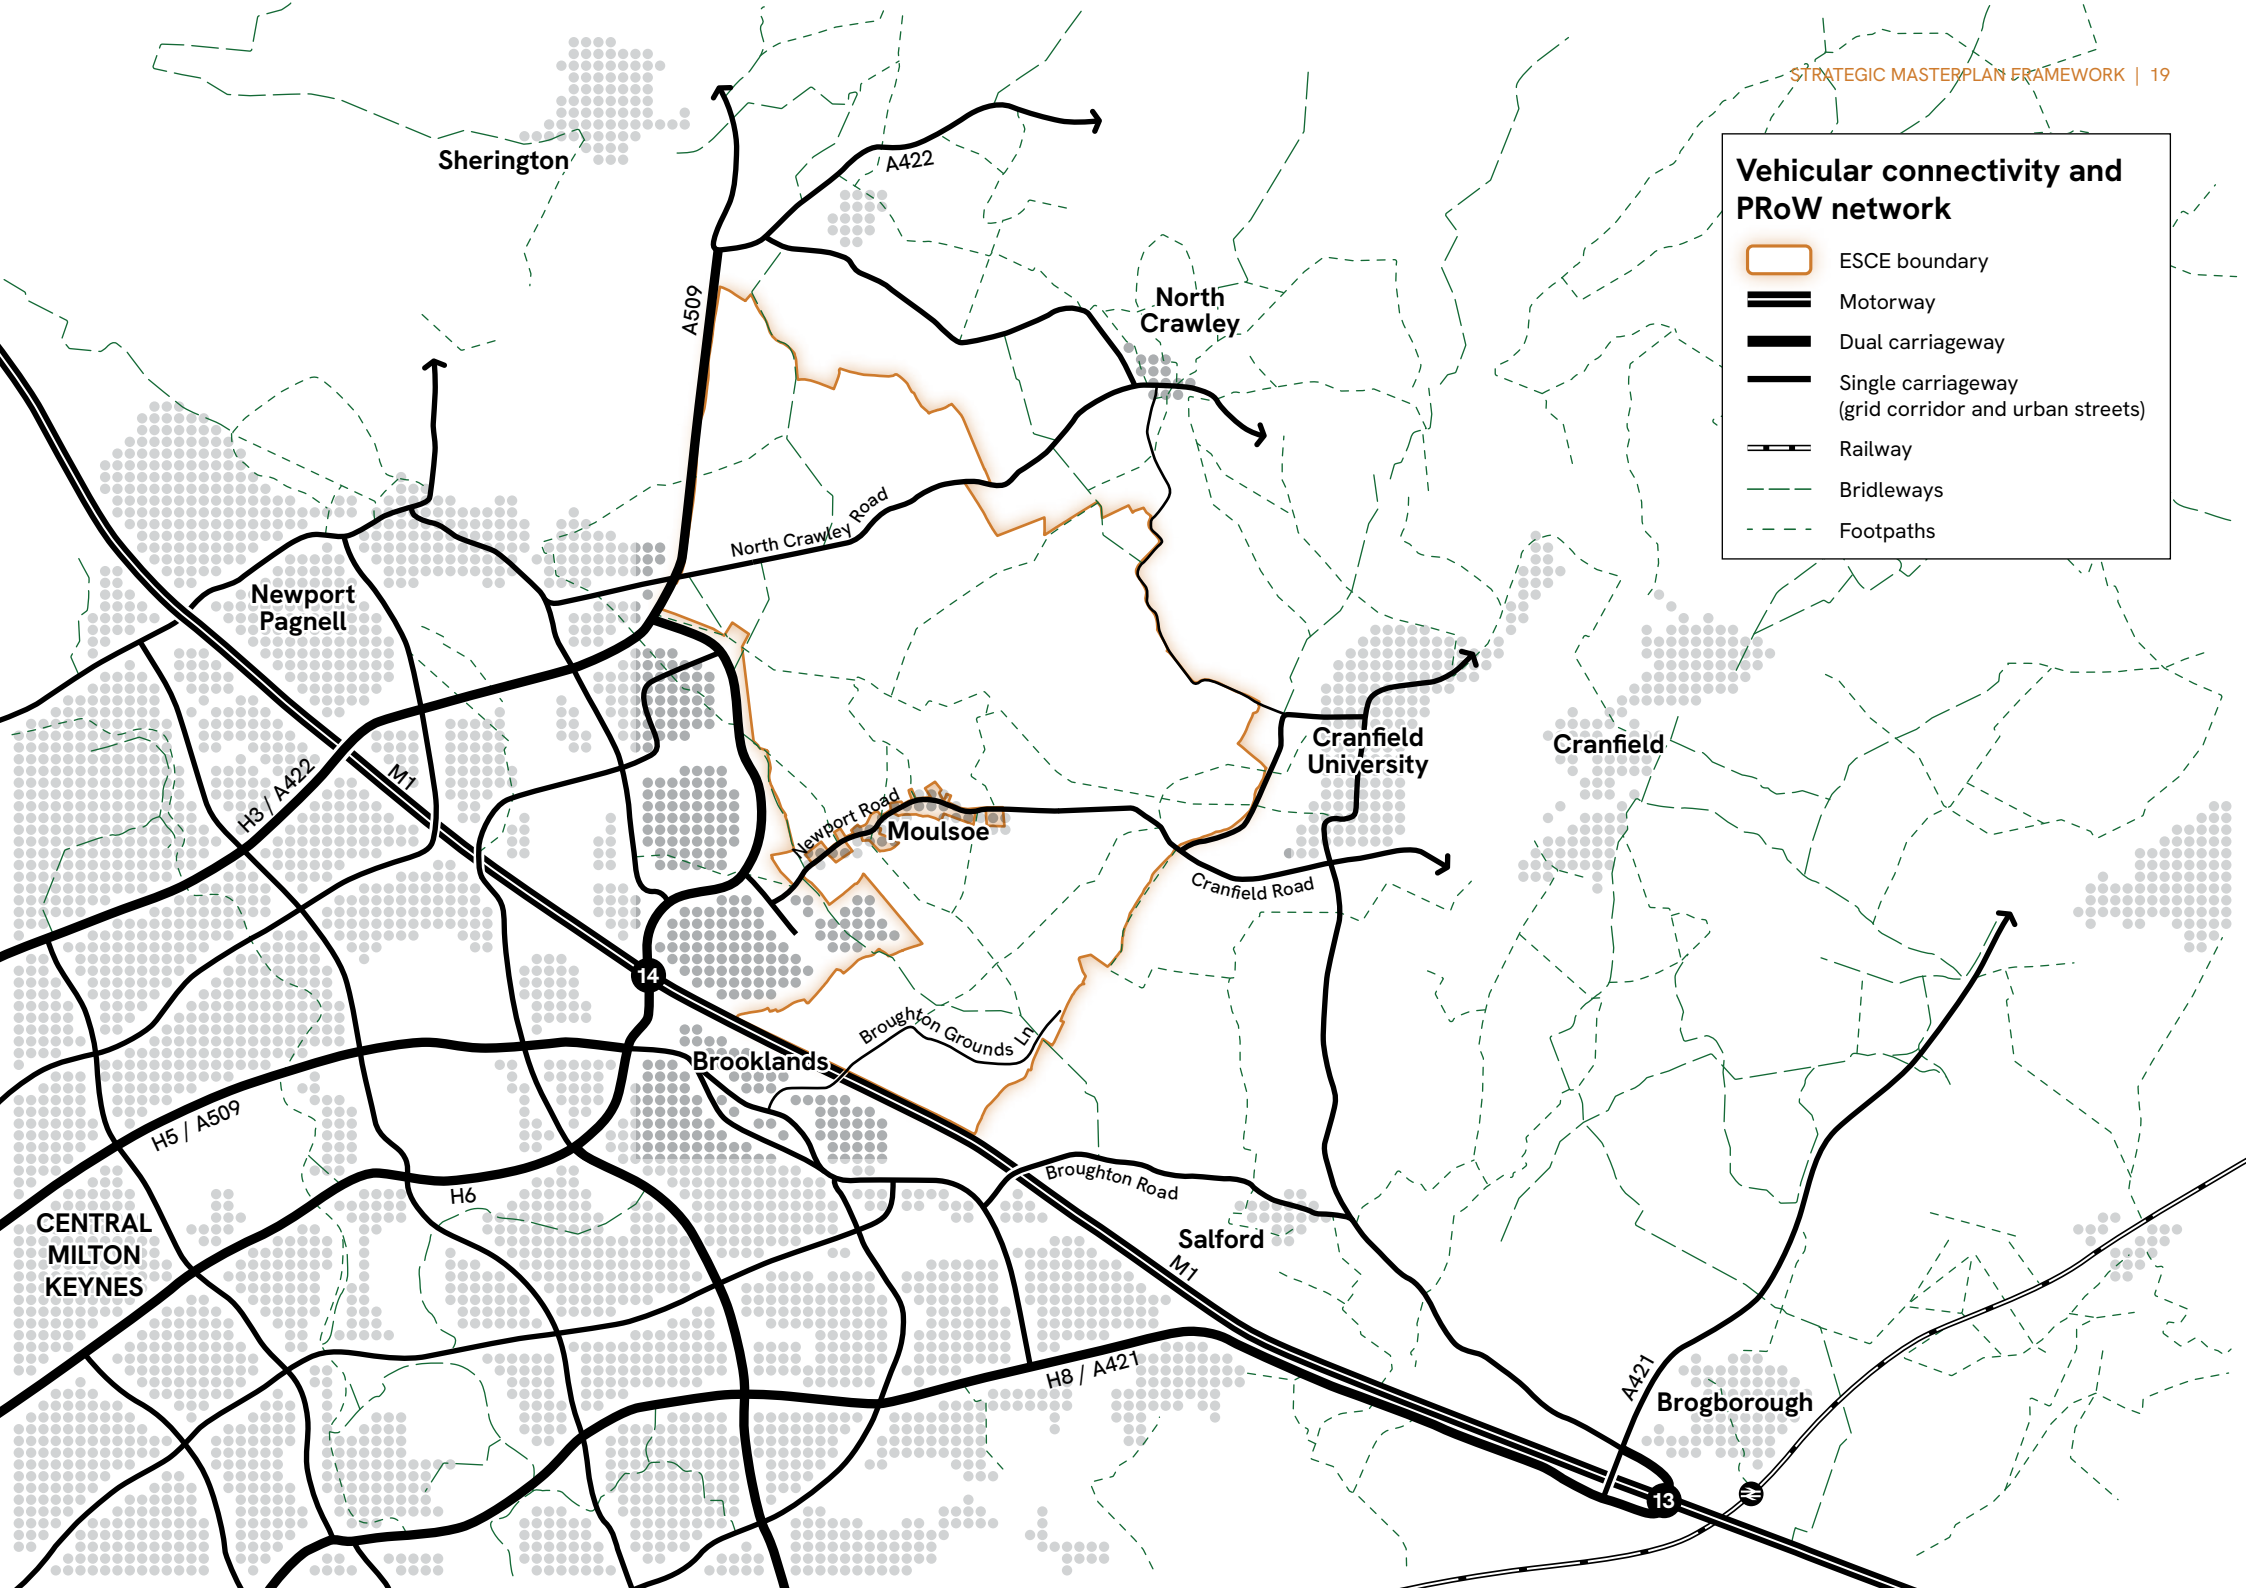 STRATEGIC MASTERPLAN FRAMEWORK | 19
Vehicular connectivity and
PRoW network
ESCE boundary
Motorway
Dual carriageway
Single carriageway
(grid corridor and urban streets)
Railway
Bridleways
Footpaths
Sherington
A422
A509
North
Crawley
North Crawley Road
Newport
Pagnell
H3 / A422
M1
Newport Road
Moulsoe
Cranfield
University
Cranfield
Cranfield Road
14
Broughton Grounds Ln
Brooklands
H5 / A509
H6
CENTRAL
MILTON
KEYNES
Broughton Road
Salford
M1
H8 / A421
A421
Brogborough
13